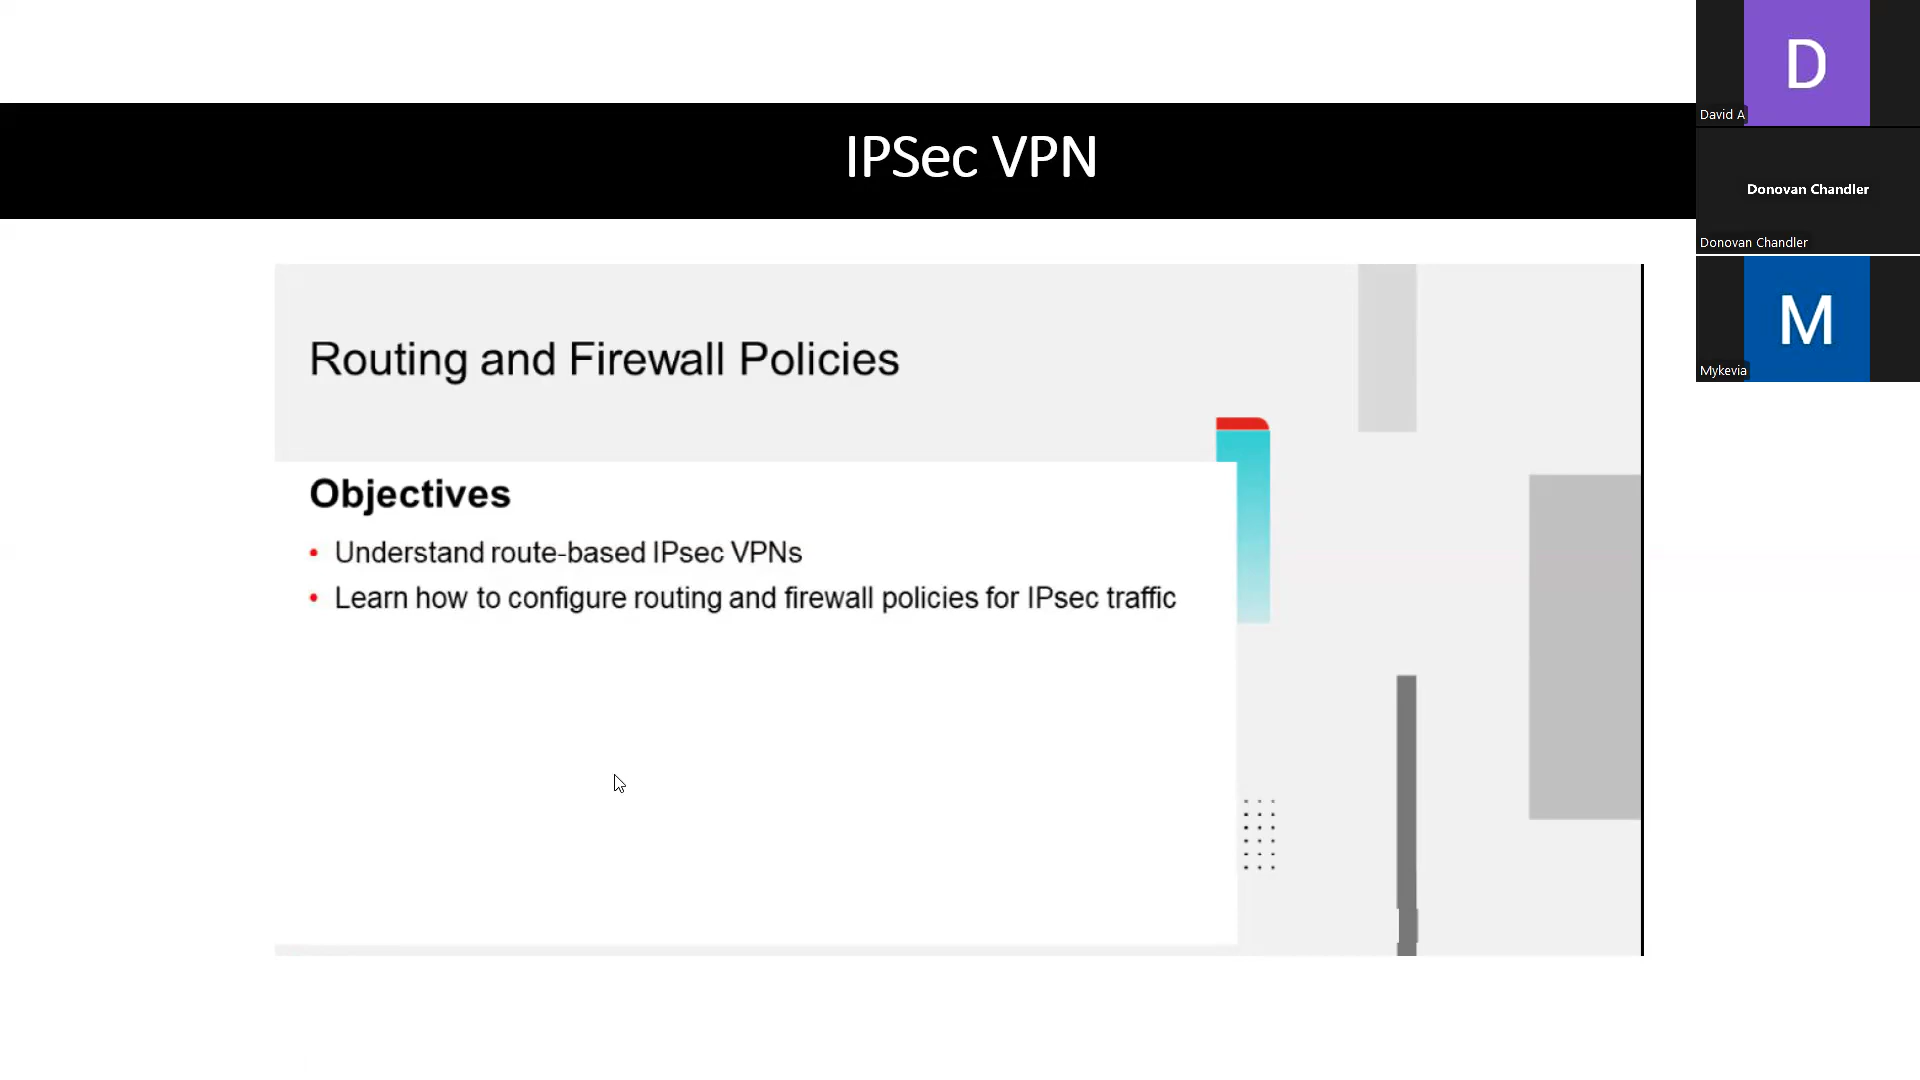 IPSec VPN
Routing and Firewall Policies
Objectives
• Understand route-based IPsec VPNs
• Learn how to configure routing and firewall policies for IPsec traffic
D
David A
Donovan Chandler
Donovan Chandler
M
Mykevia